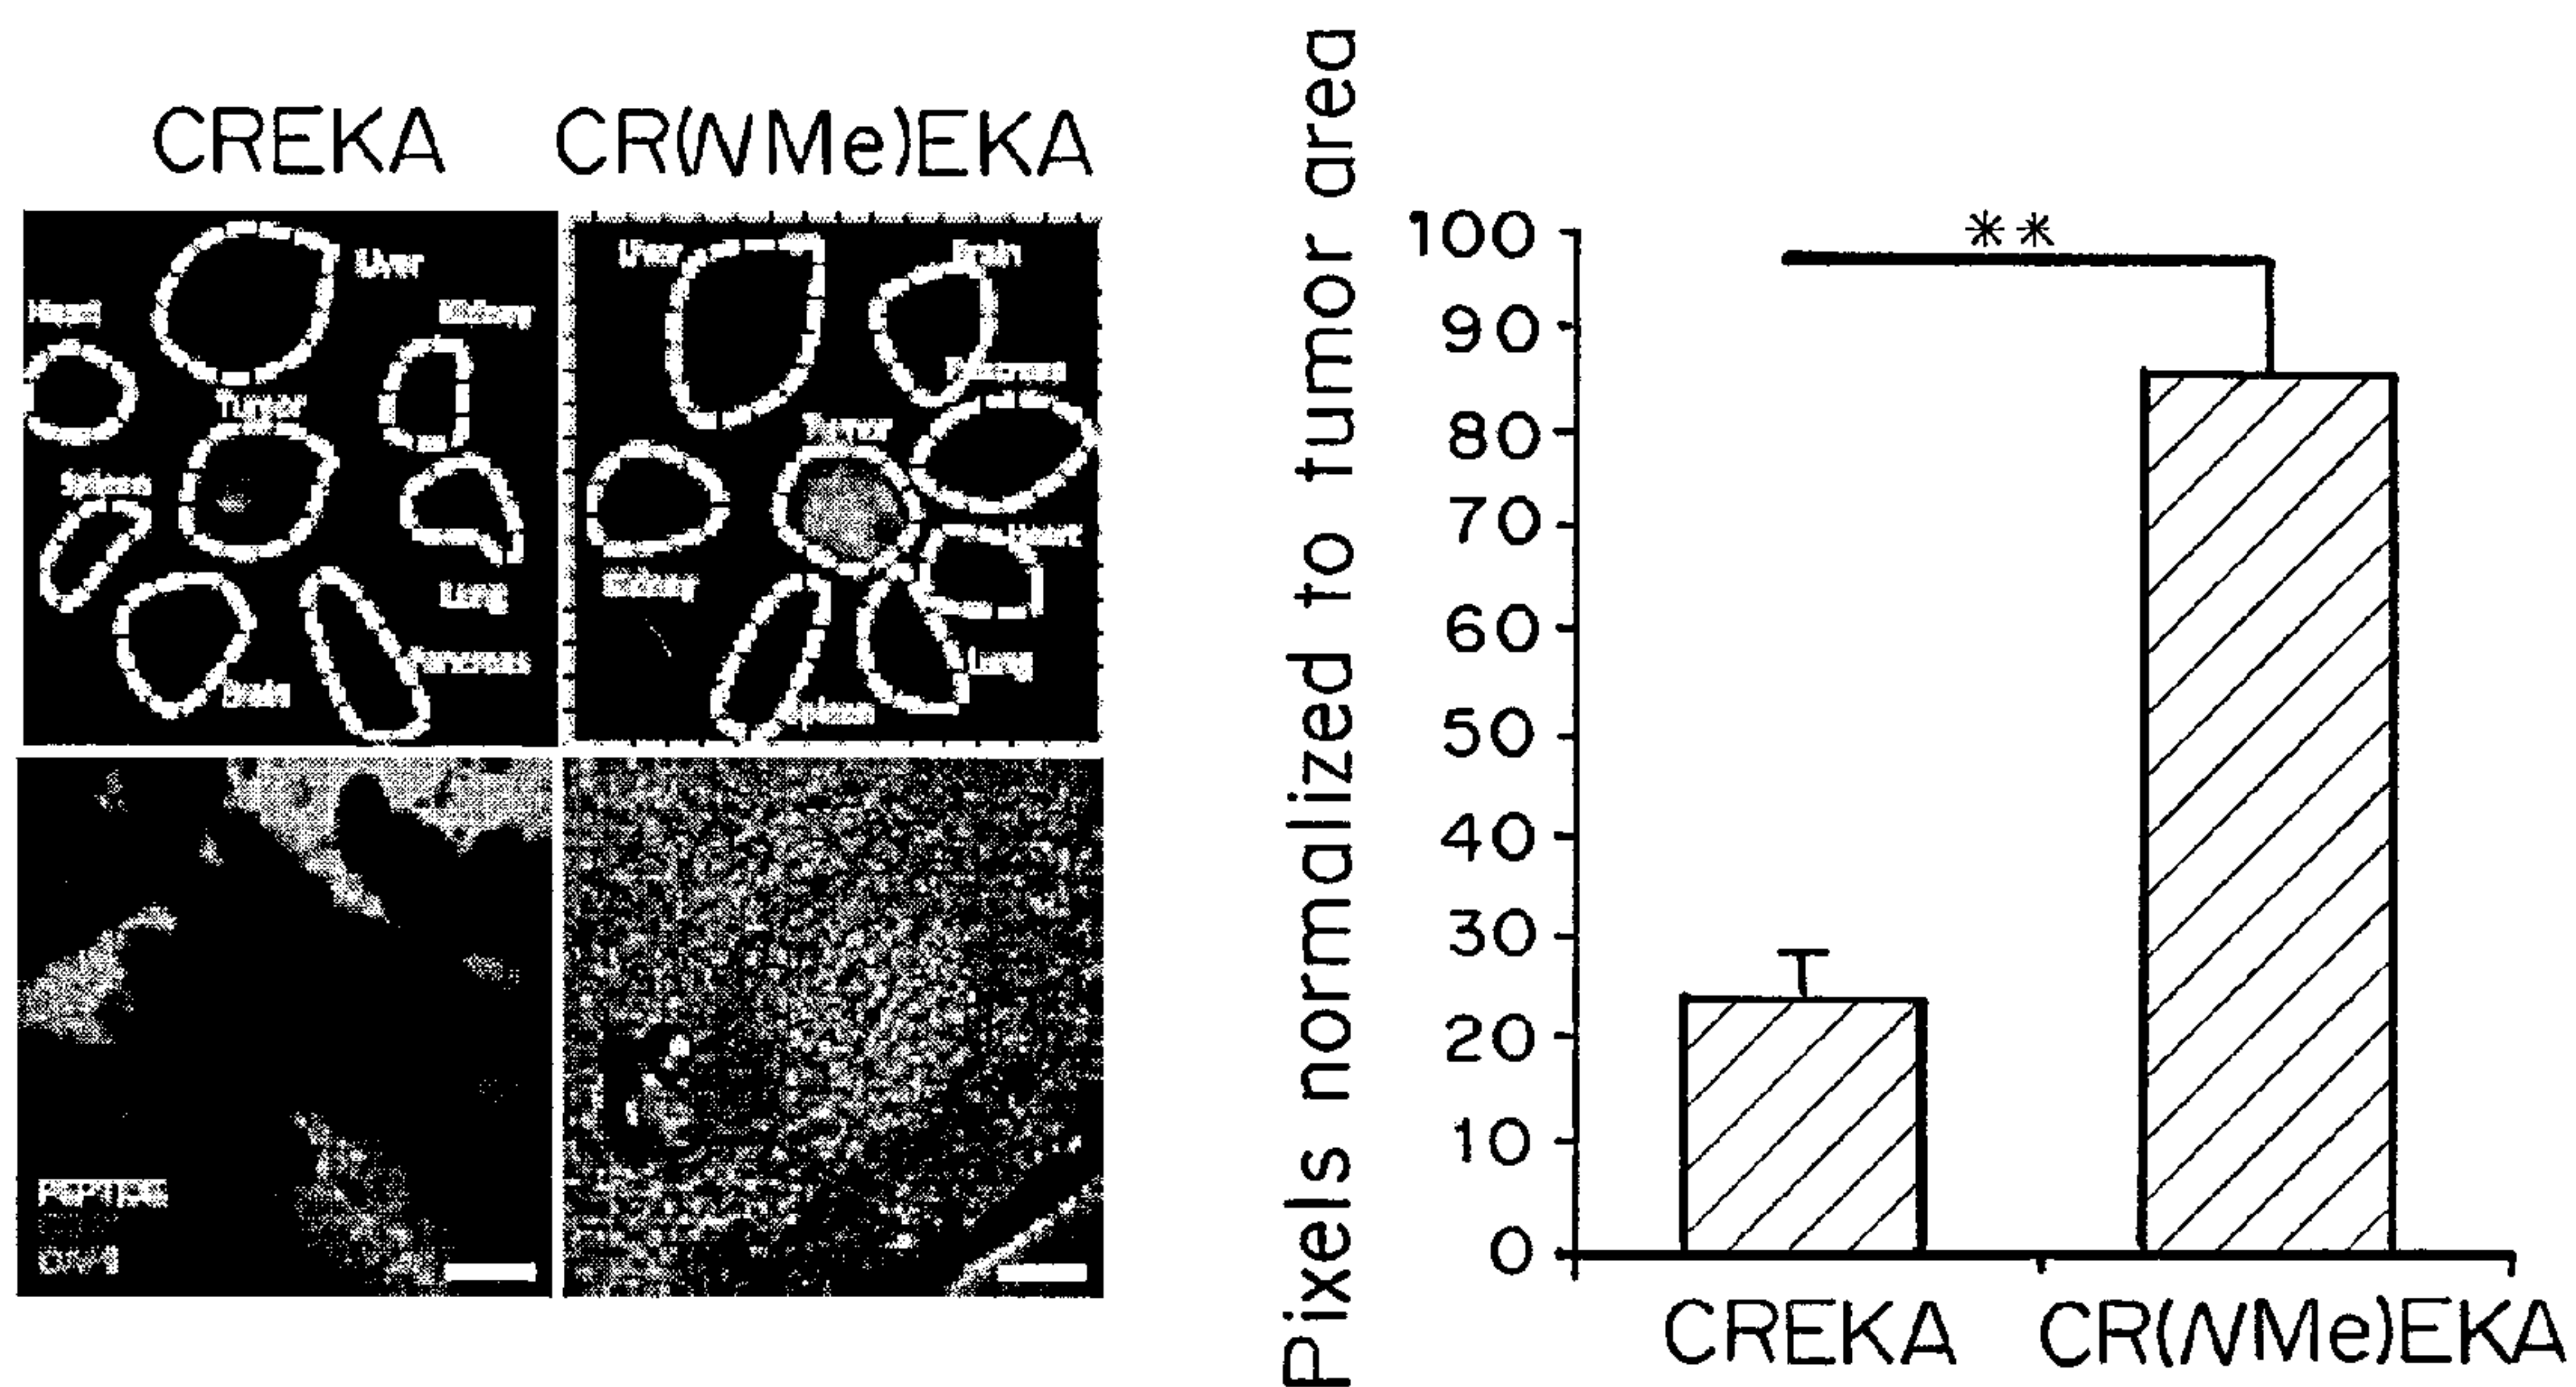 CREKA
CR(NMe)EKA
Liver
Heart
Kidney
Tumor
Spleen
Lung
Pancreas
Brain
Liver
Brain
Pancreas
Tumor
Heart
Kidney
Lung
Spleen
PEPTIDE
Pixels normalized to tumor area
100
90
80
70
60
50
40
30
20
10
0
**
CREKA
CR(NMe)EKA